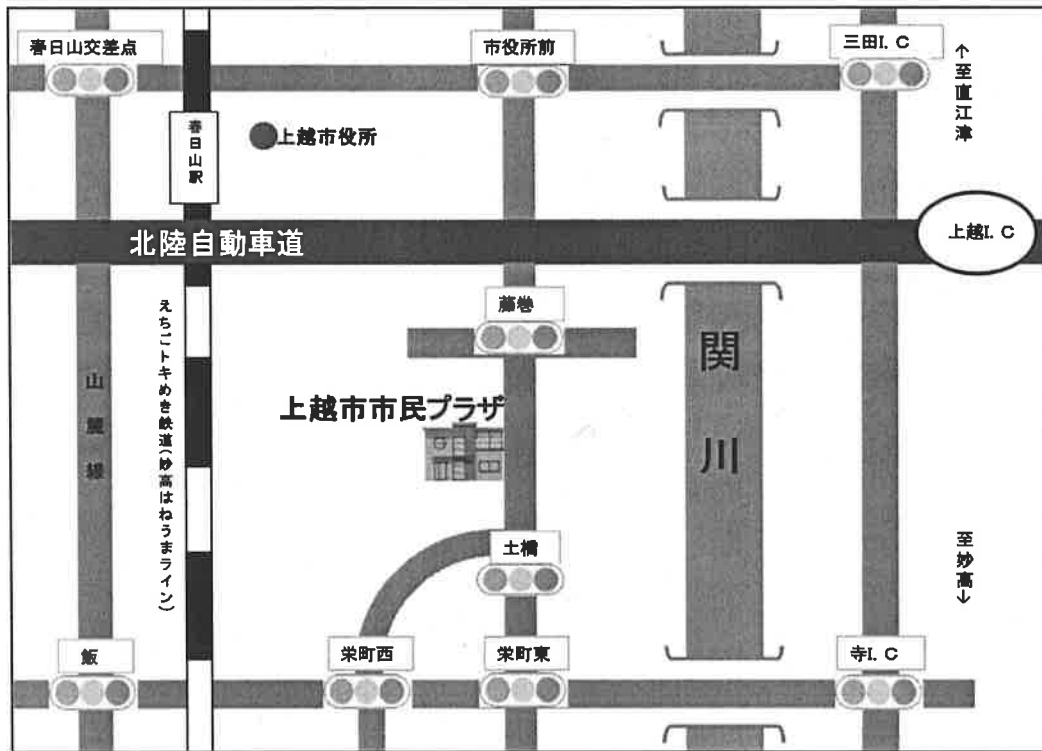 春日山交差点
市役所前
三田I. C
↑至直江津
春日山駅
上越市役所
北陸自動車道
上越I. C
藤巻
えちごトキめき鉄道(妙高はねうまライン)
山麓線
関川
上越市市民プラザ
土橋
至妙高↓
飯
栄町西
栄町東
寺I. C